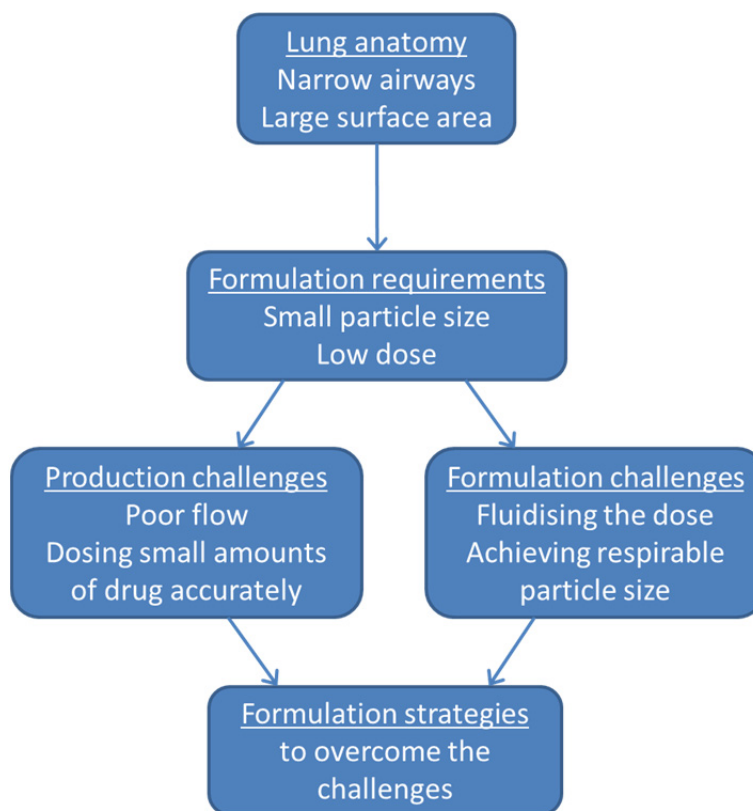 Lung anatomy
Narrow airways
Large surface area
Formulation requirements
Small particle size
Low dose
Production challenges
Poor flow
Dosing small amounts
of drug accurately
Formulation challenges
Fluidising the dose
Achieving respirable
particle size
Formulation strategies
to overcome the
challenges